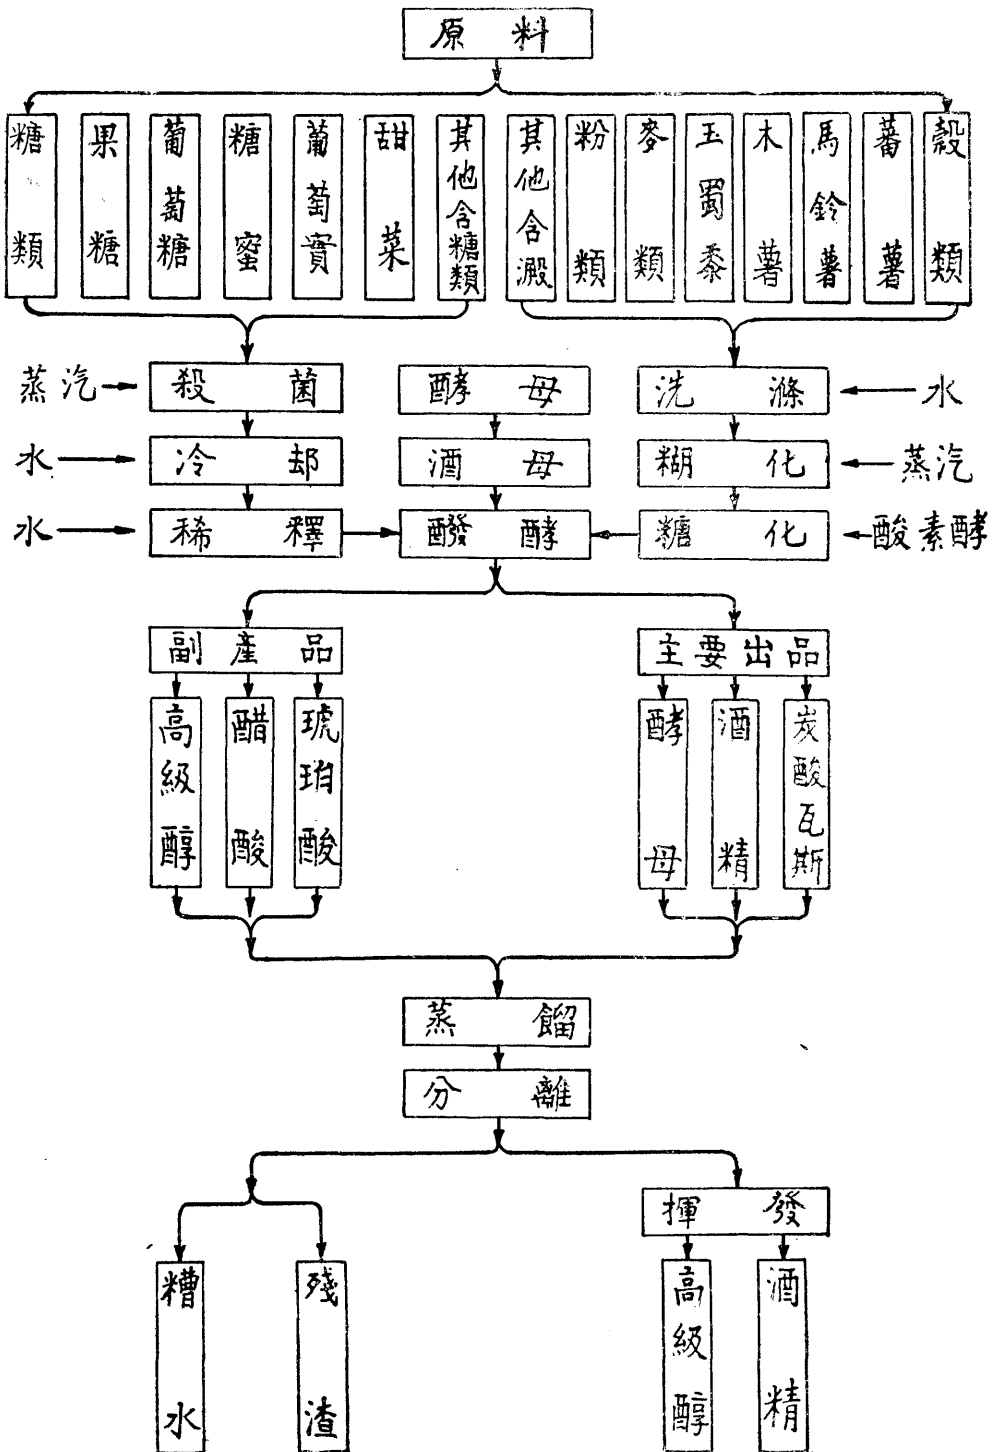 原料
糖類
果糖
葡萄糖
糖蜜
葡萄實
甜菜
其他含糖類
其他含澱
粉類
麥類
玉蜀黍
木薯
馬鈴薯
蕃薯
穀類
蒸汽 殺菌 酵母 洗滌 水
水 冷却 酒母 糊化 蒸汽
水 稀釋 醱酵 糖化 酸素酵
副產品 主要出品
高級醇
醋酸
琥珀酸
酵母
酒精
炭酸瓦斯
蒸餾
分離
揮發
糟水
殘渣
高級醇
酒精